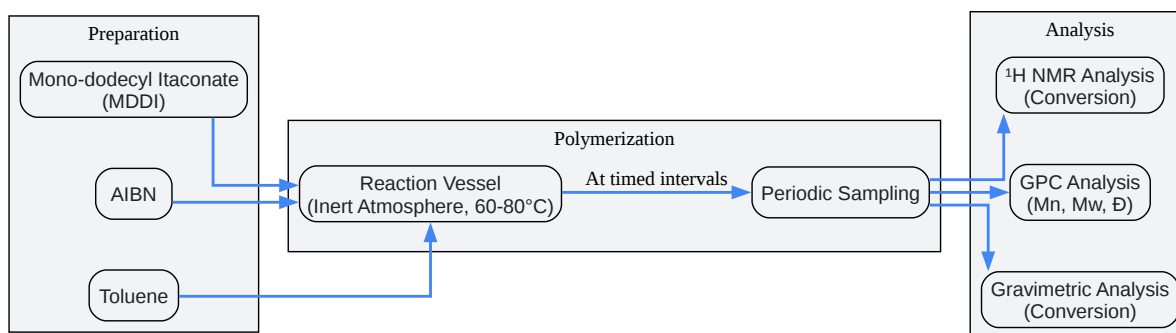 Preparation
Mono-dodecyl Itaconate
(MDDI)
AIBN
Toluene
Polymerization
Reaction Vessel
(Inert Atmosphere, 60-80°C)
At timed intervals
Periodic Sampling
Analysis
¹H NMR Analysis
(Conversion)
GPC Analysis
(Mn, Mw, Đ)
Gravimetric Analysis
(Conversion)